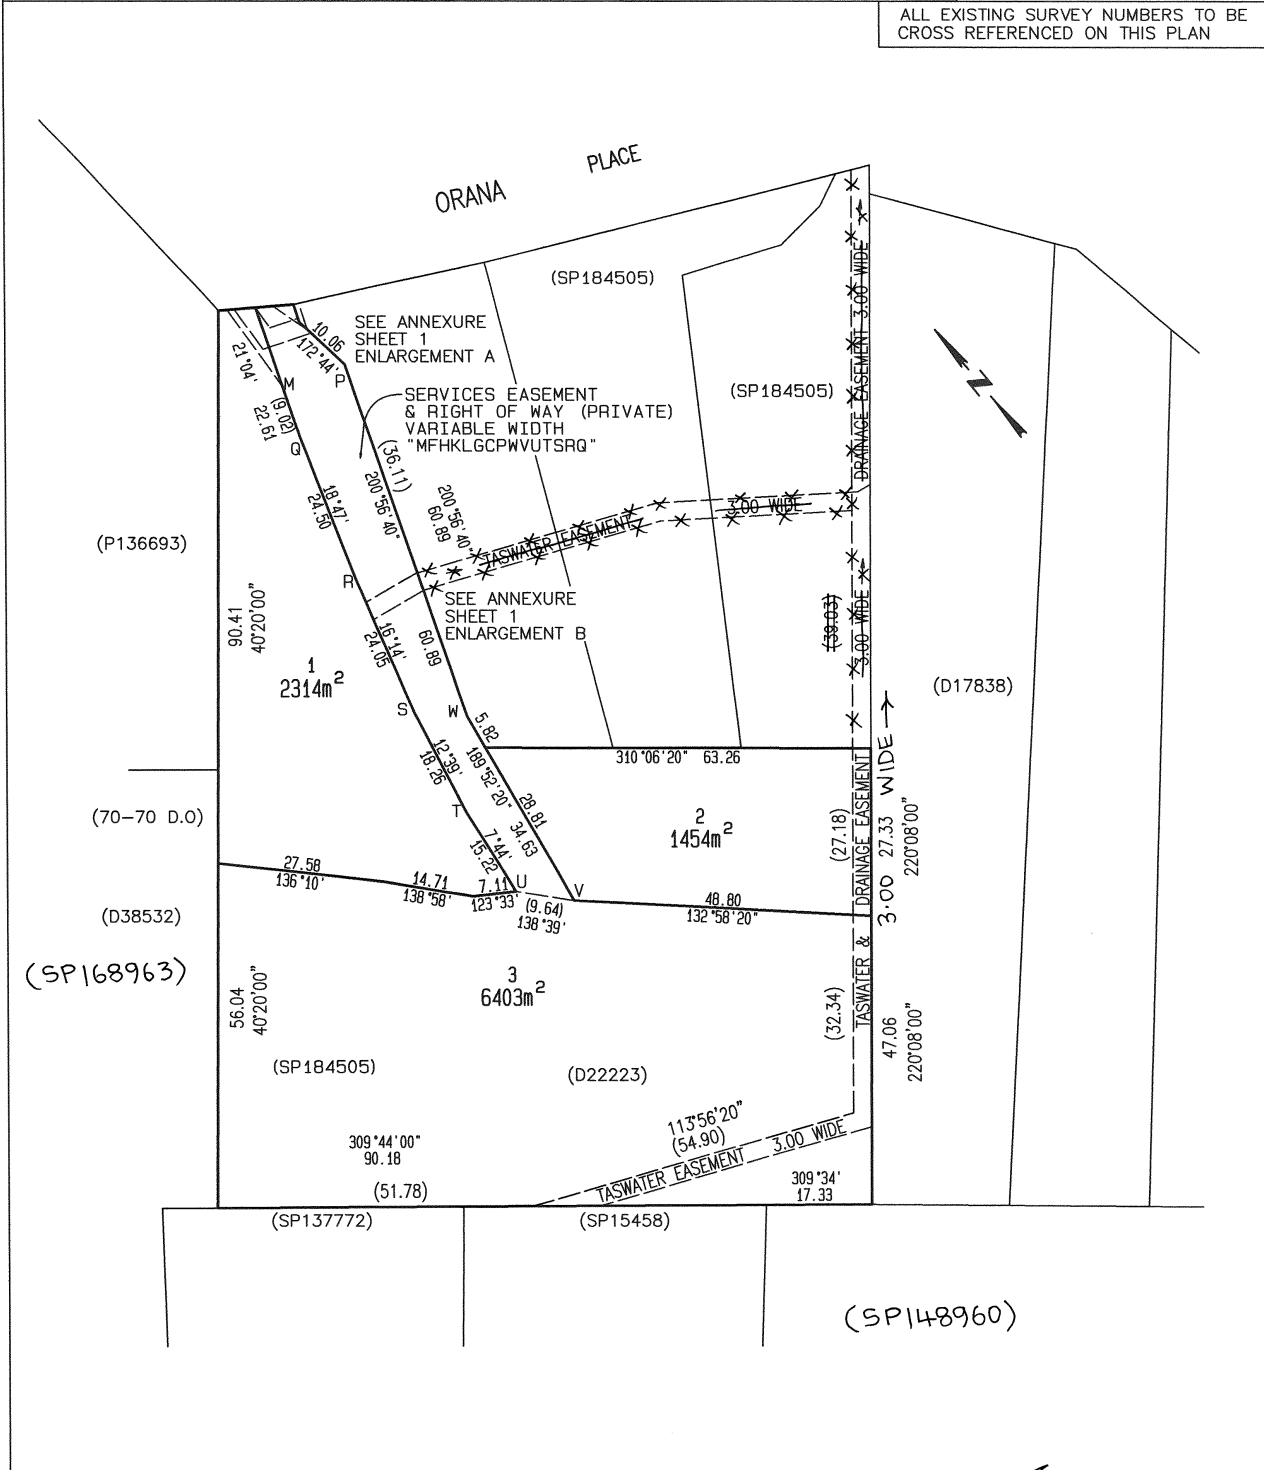 ALL EXISTING SURVEY NUMBERS TO BE
CROSS REFERENCED ON THIS PLAN
ORANA PLACE
(SP184505)
SEE ANNEXURE
SHEET 1
ENLARGEMENT A
10.06
172°44'
21°04'
22.61
M
P
(9.02)
Q
SERVICES EASEMENT
& RIGHT OF WAY (PRIVATE)
VARIABLE WIDTH
"MFHKLGCPWVUTSRQ"
(SP184505)
DRAINAGE EASEMENT 3.00 WIDE
N
(36.11)
200°56'40"
200°56'40"
60.89
18°47'
24.50
3.00 WIDE
TASWATER EASEMENT
(P136693)
R
SEE ANNEXURE
SHEET 1
ENLARGEMENT B
90.41
40°20'00"
16°14'
24.05
60.89
(39.03)
3.00 WIDE
1
2314m²
(D17838)
S
W
5.82
12°39'
18.26
189°52'20"
310°06'20" 63.26
3.00 WIDE
(70-70 D.O)
T
28.81
34.63
2
1454m²
(27.18)
27.33
220°08'00"
7°44'
15.22
27.58
136°10'
14.71
138°58'
7.11
123°33'
U
V
(9.64)
138°39'
48.80
132°58'20"
TASWATER & DRAINAGE EASEMENT
(D38532)
(SP168963)
3
6403m²
56.04
40°20'00"
(32.34)
47.06
220°08'00"
(SP184505)
(D22223)
113°56'20"
(54.90)
309°44'00"
90.18
TASWATER EASEMENT 3.00 WIDE
(51.78)
309°34'
17.33
(SP137772)
(SP15458)
(SP148960)